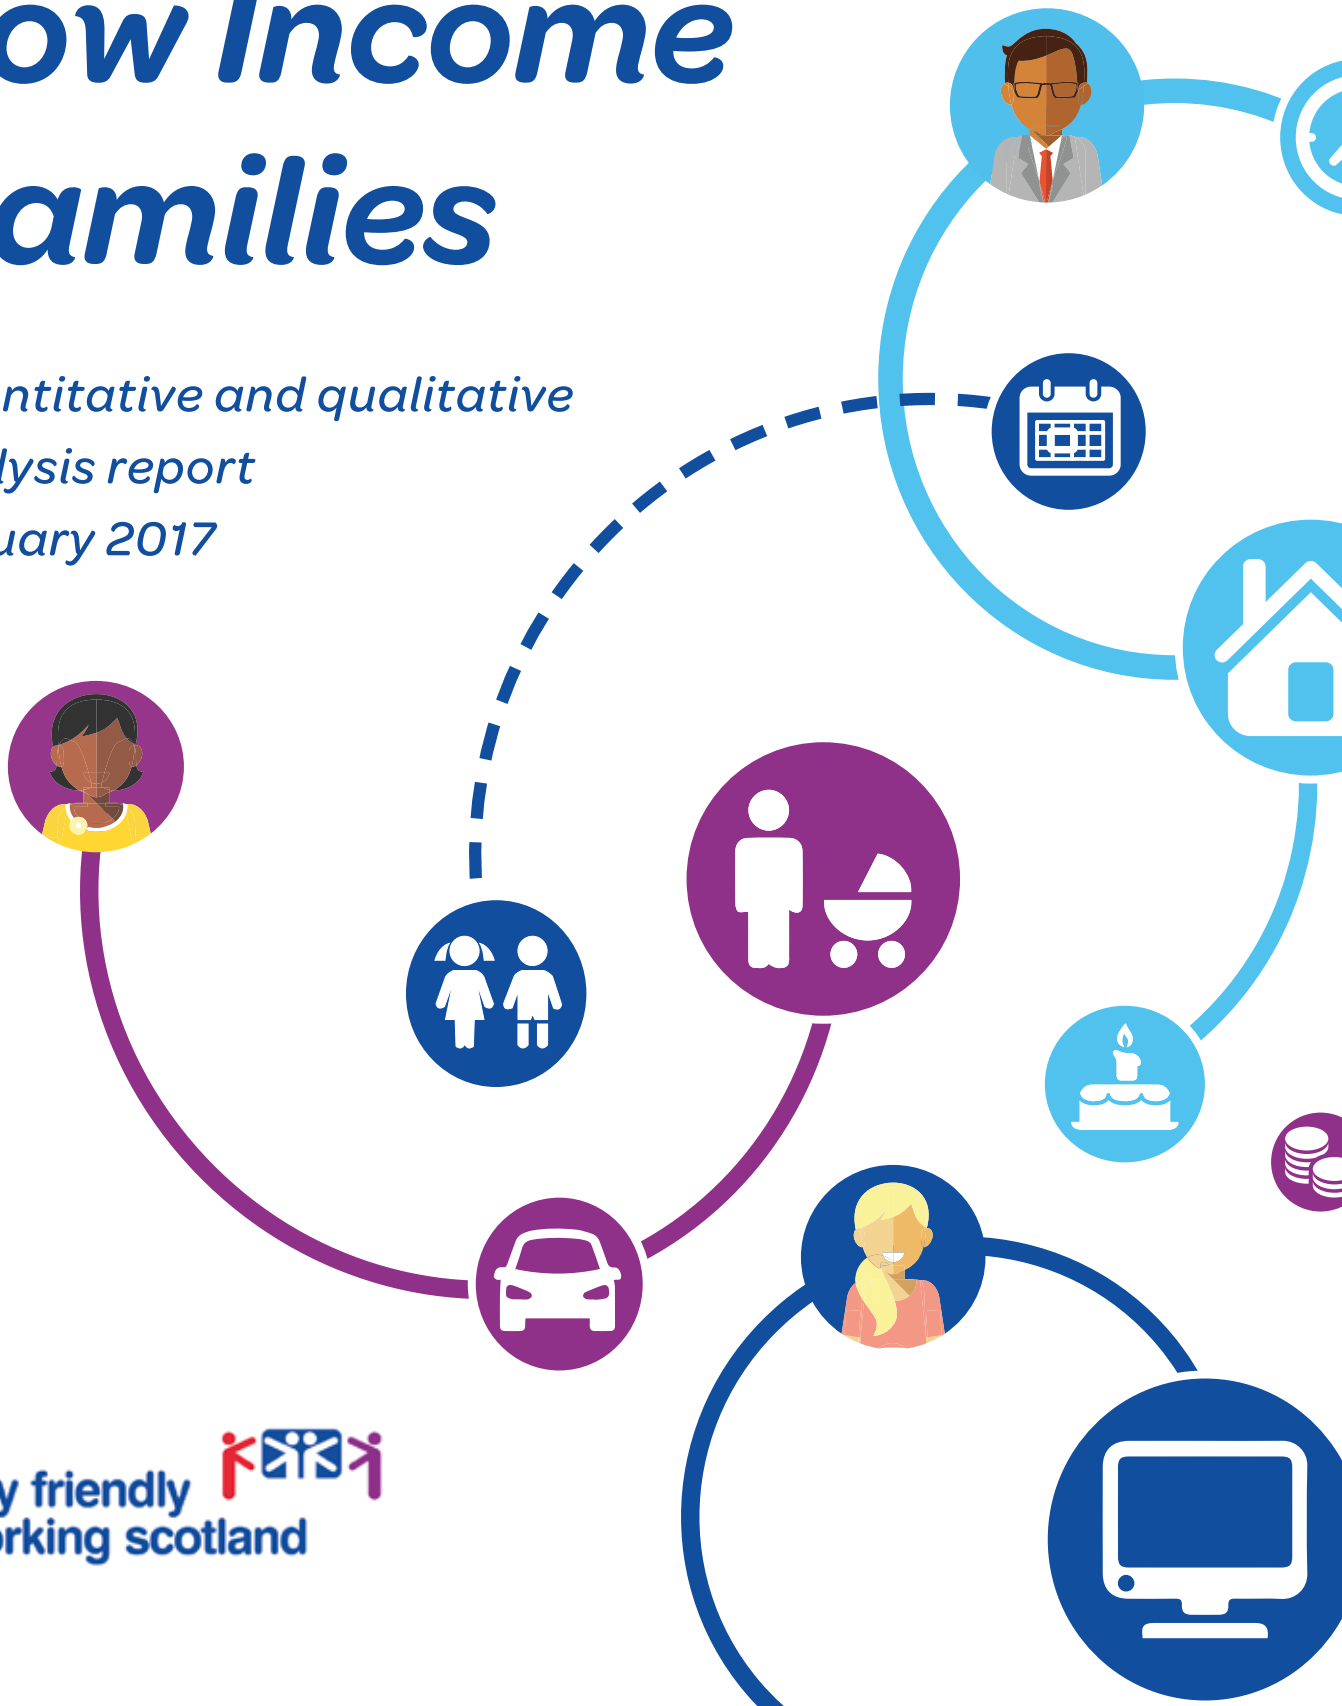 ow Income
amilies
ntitative and qualitative
lysis report
uary 2017
y friendly
orking scotland